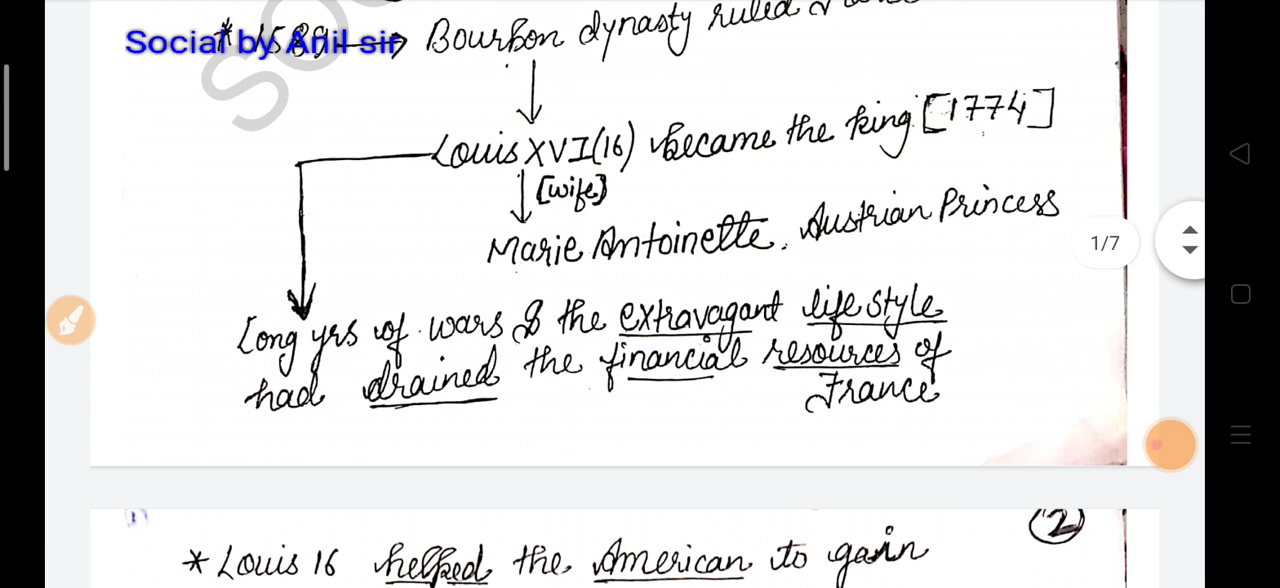 * 1589 → Bourbon dynasty ruled
Social by Anil sir
Louis XVI(16) became the king [1774]
[wife]
Marie Antoinette. Austrian Princess
1/7
Long yrs of wars & the extravagant life style
had drained the financial resources of
France
(2)
* Louis 16 helped the American to gain